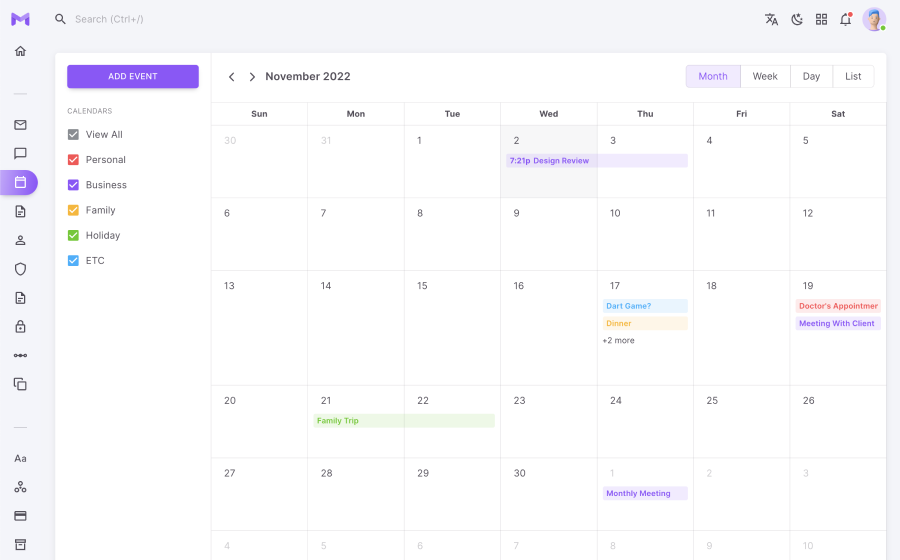 Search (Ctrl+/)
ADD EVENT
CALENDARS
View All
Personal
Business
Family
Holiday
ETC
Aa
November 2022
Month Week Day List
Sun Mon Tue Wed Thu Fri Sat
30 31 1 2 3 4 5
7:21p Design Review
6 7 8 9 10 11 12
13 14 15 16 17 18 19
Dart Game? Doctor's Appointmer
Dinner Meeting With Client
+2 more
20 21 22 23 24 25 26
Family Trip
27 28 29 30 1 2 3
Monthly Meeting
4 5 6 7 8 9 10